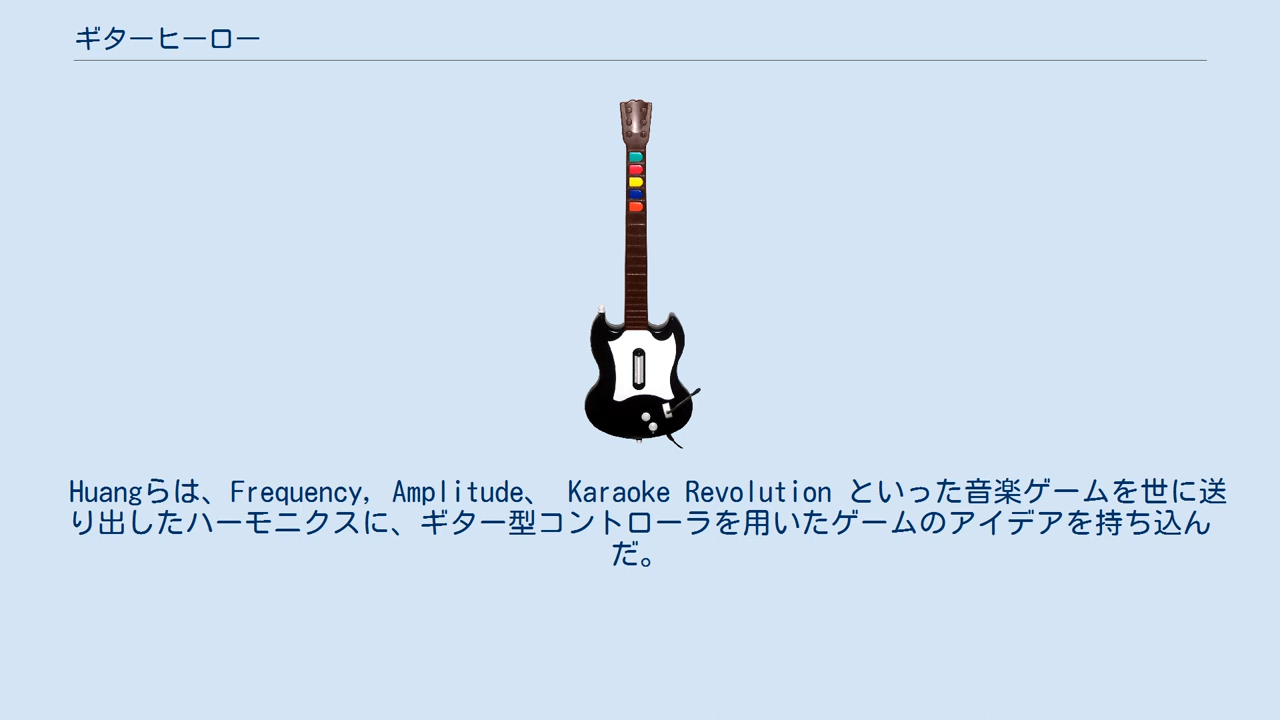 ギターヒーロー
Huangらは、Frequency, Amplitude、 Karaoke Revolution といった音楽ゲームを世に送
り出したハーモニクスに、ギター型コントローラを用いたゲームのアイデアを持ち込ん
だ。